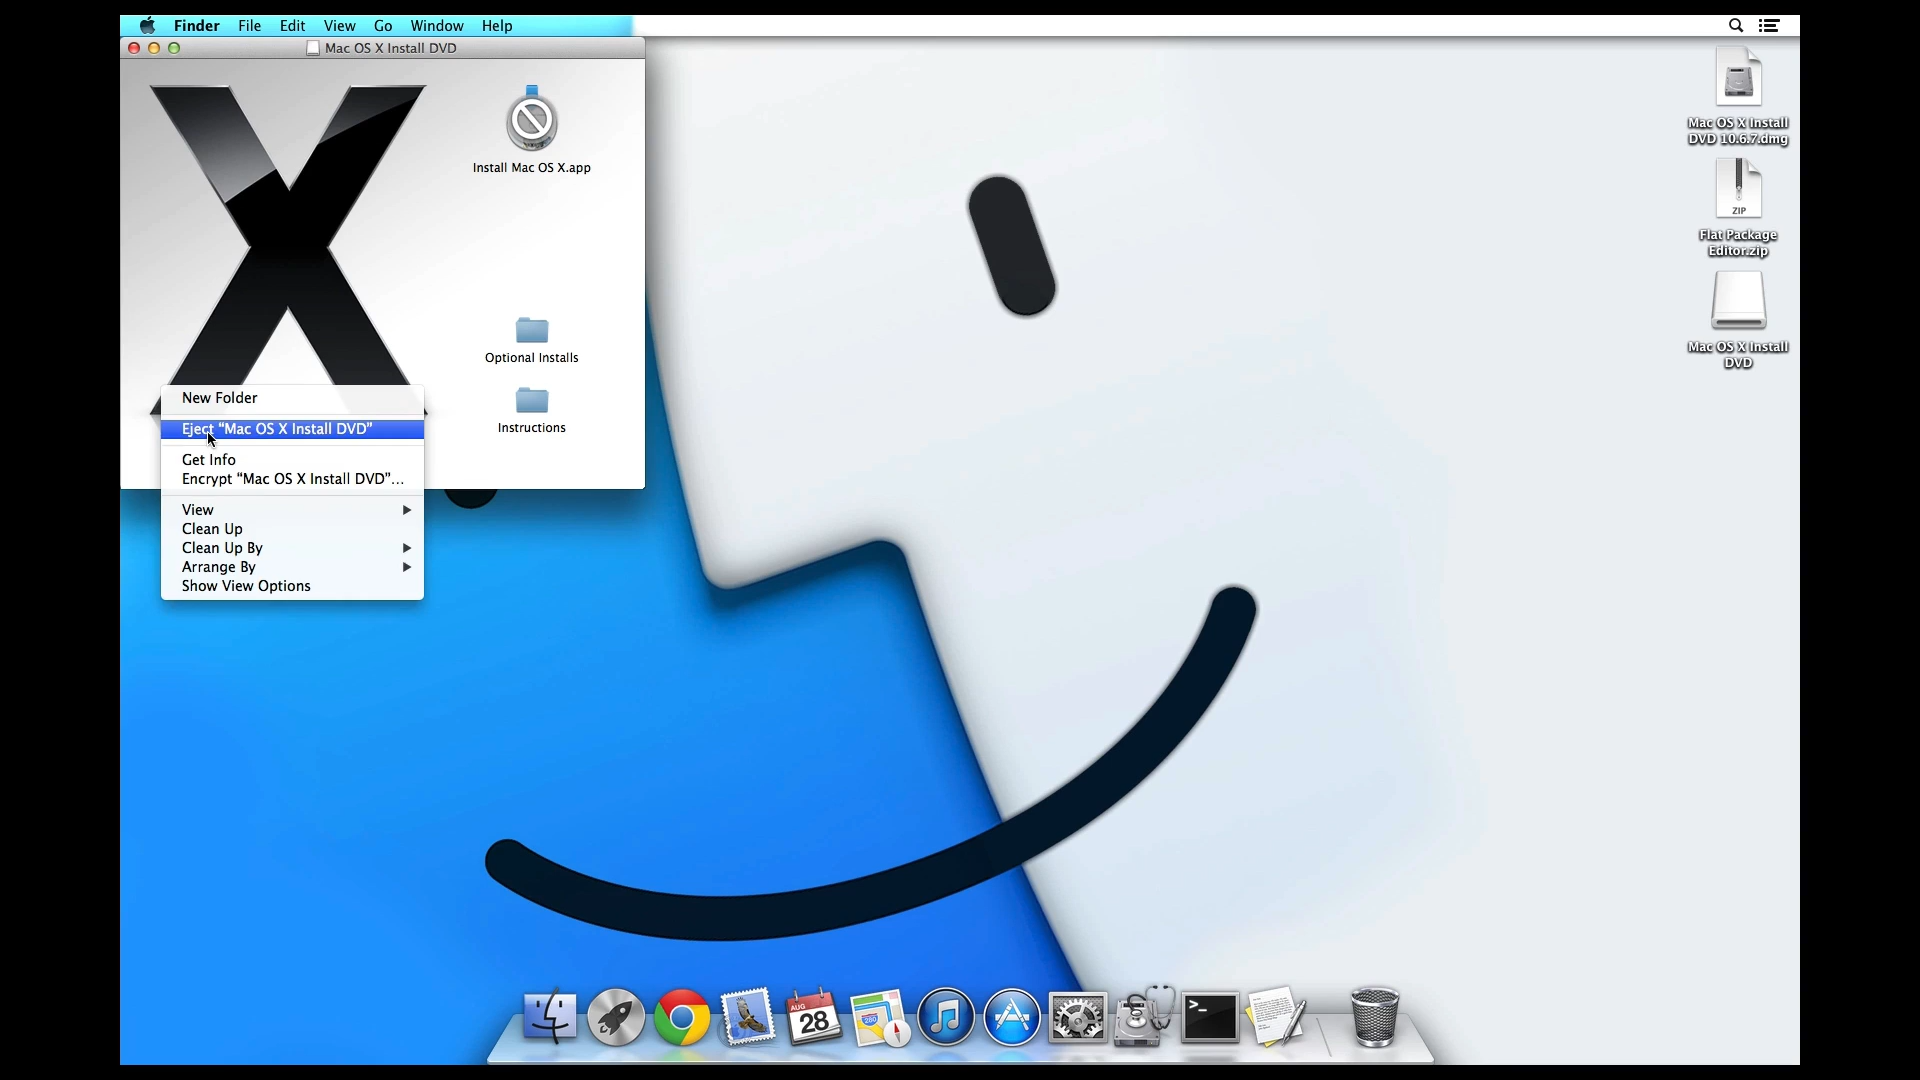 Finder File Edit View Go Window Help
Mac OS X Install DVD
Install Mac OS X.app
Optional Installs
Instructions
New Folder
Eject “Mac OS X Install DVD”
Get Info
Encrypt “Mac OS X Install DVD”...
View
Clean Up
Clean Up By
Arrange By
Show View Options
Mac OS X Install
DVD 10.6.7.dmg
ZIP
Flat Package
Editor.zip
Mac OS X Install
DVD
AUG
28
280
>_